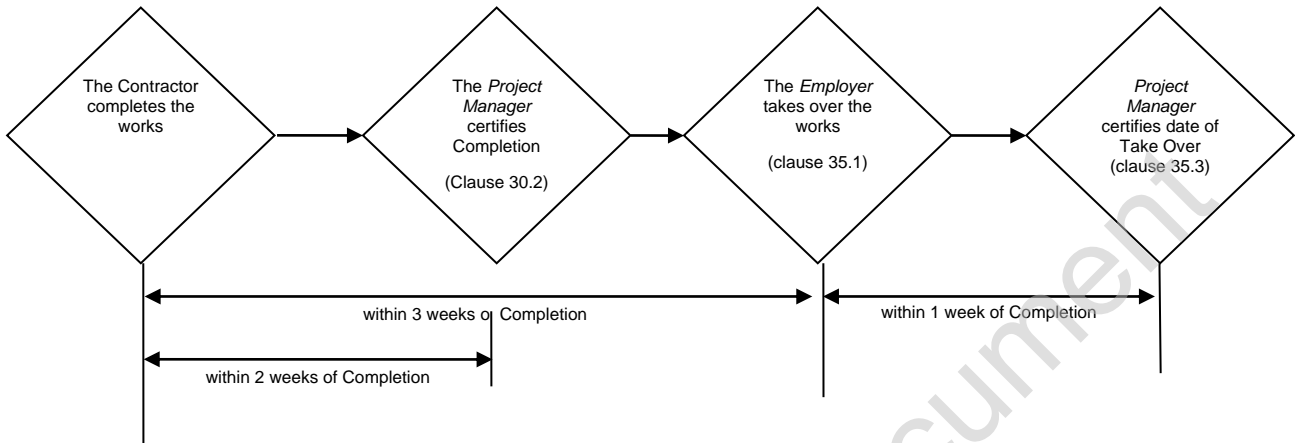 The Contractor
completes the
works
The Project
Manager
certifies
Completion
(Clause 30.2)
The Employer
takes over the
works
(clause 35.1)
Project
Manager
certifies date of
Take Over
(clause 35.3)
within 3 weeks o Completion
within 1 week of Completion
within 2 weeks of Completion
cument